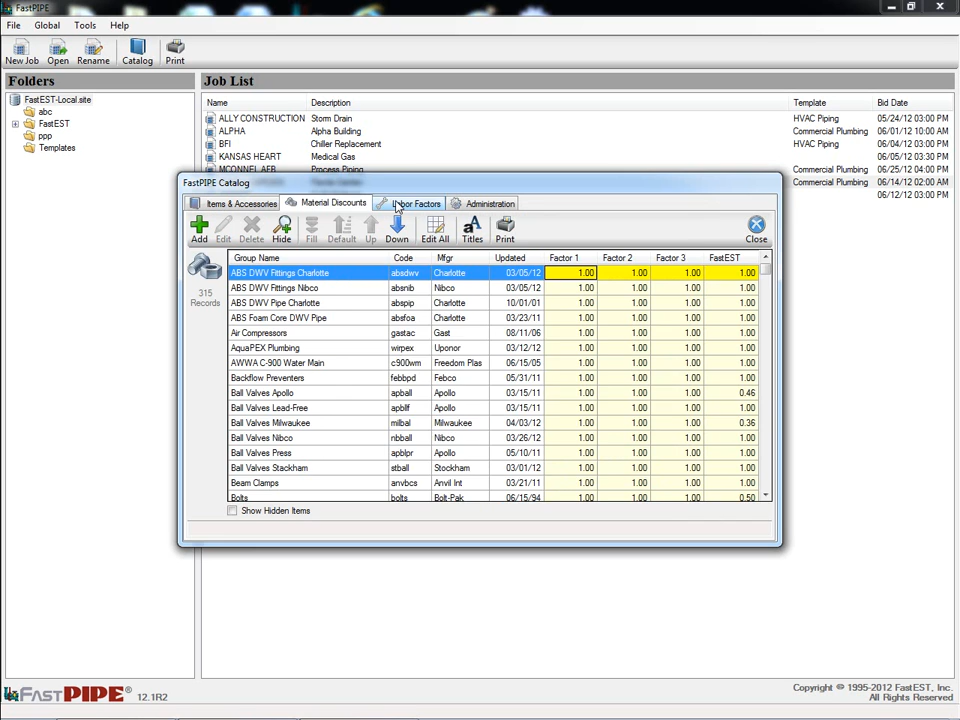 FastPIPE
File Global Tools Help
New Job Open Rename Catalog Print
Folders
FastEST-Local.site
abc
FastEST
ppp
Templates
Job List
Name Description Template Bid Date
ALLY CONSTRUCTION Storm Drain HVAC Piping 05/24/12 03:00 PM
ALPHA Alpha Building Commercial Plumbing 06/01/12 10:00 AM
BFI Chiller Replacement HVAC Piping 06/04/12 03:00 PM
KANSAS HEART Medical Gas 06/05/12 03:30 PM
MCONNEL AFB Process Piping Commercial Plumbing 06/25/12 04:00 PM
Commercial Plumbing 06/14/12 02:00 AM
06/12/12 03:00 PM
FastPIPE Catalog
Items & Accessories Material Discounts Labor Factors Administration
Add Edit Delete Hide Fill Default Up Down Edit All Titles Print Close
315
Records
Group Name Code Mfgr Updated Factor 1 Factor 2 Factor 3 FastEST
ABS DWV Fittings Charlotte absdwv Charlotte 03/05/12 1.00 1.00 1.00 1.00
ABS DWV Fittings Nibco absnib Nibco 03/05/12 1.00 1.00 1.00 1.00
ABS DWV Pipe Charlotte abspip Charlotte 10/01/01 1.00 1.00 1.00 1.00
ABS Foam Core DWV Pipe absfoa Charlotte 03/23/11 1.00 1.00 1.00 1.00
Air Compressors gastac Gast 08/11/06 1.00 1.00 1.00 1.00
AquaPEX Plumbing wirpex Uponor 03/12/12 1.00 1.00 1.00 1.00
AWWA C-900 Water Main c900wm Freedom Plas 06/15/05 1.00 1.00 1.00 1.00
Backflow Preventers febbpd Febco 05/31/11 1.00 1.00 1.00 1.00
Ball Valves Apollo apball Apollo 03/15/11 1.00 1.00 1.00 0.46
Ball Valves Lead-Free apbllf Apollo 03/15/11 1.00 1.00 1.00 1.00
Ball Valves Milwaukee milbal Milwaukee 04/03/12 1.00 1.00 1.00 0.36
Ball Valves Nibco nbball Nibco 03/26/12 1.00 1.00 1.00 1.00
Ball Valves Press apblpr Apollo 05/10/11 1.00 1.00 1.00 1.00
Ball Valves Stackham stball Stockham 03/01/12 1.00 1.00 1.00 1.00
Beam Clamps anvbcs Anvil Int 03/21/11 1.00 1.00 1.00 1.00
Bolts bolts Bolt-Pak 06/15/94 1.00 1.00 1.00 0.50
Show Hidden Items
FASTPIPE® 12.1R2
Copyright © 1995-2012 FastEST, Inc.
All Rights Reserved